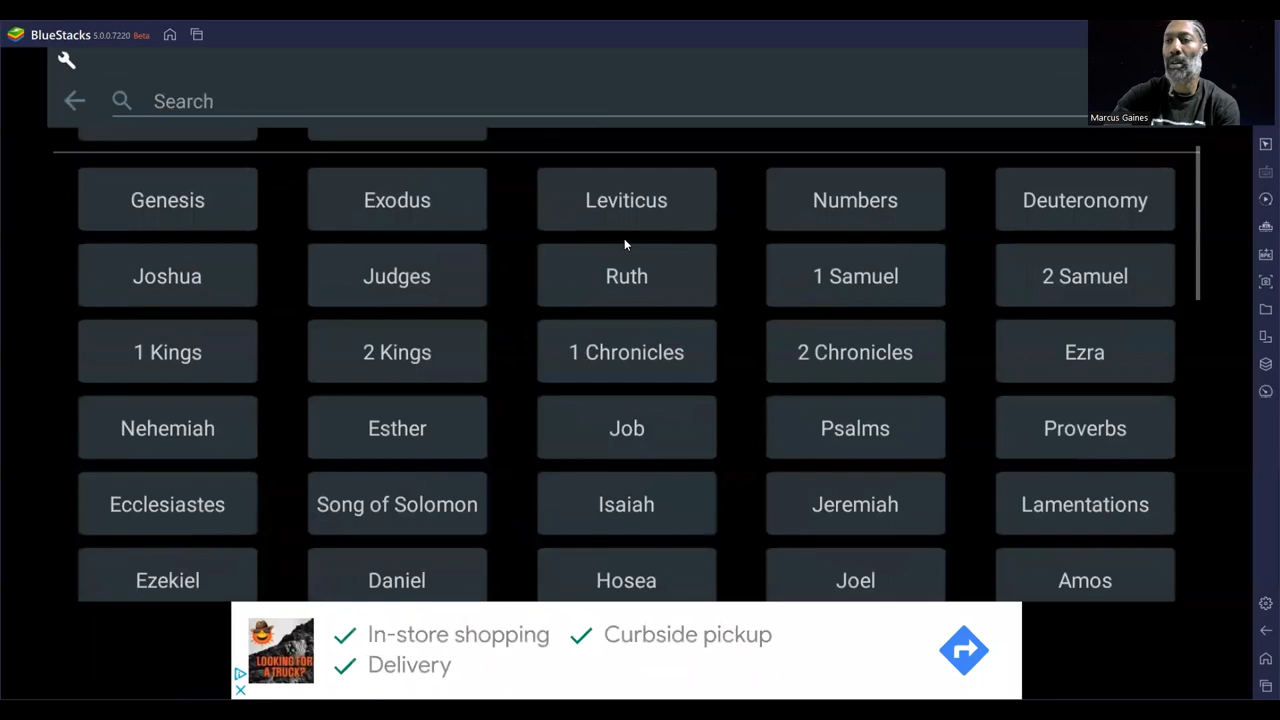 BlueStacks 5.0.0.7220 Beta
Search
Marcus Gaines
Genesis Exodus Leviticus Numbers Deuteronomy
Joshua Judges Ruth 1 Samuel 2 Samuel
1 Kings 2 Kings 1 Chronicles 2 Chronicles Ezra
Nehemiah Esther Job Psalms Proverbs
Ecclesiastes Song of Solomon Isaiah Jeremiah Lamentations
Ezekiel Daniel Hosea Joel Amos
LOOKING FOR
A TRUCK?
In-store shopping Curbside pickup
Delivery